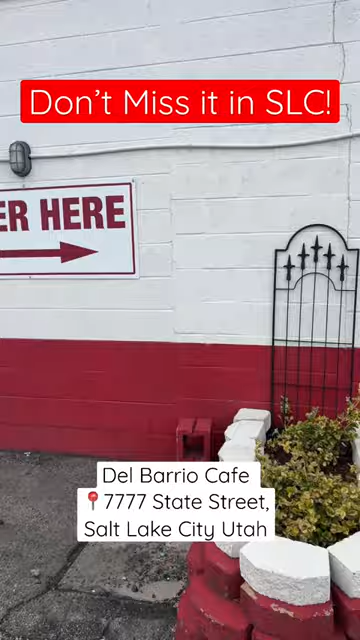 Don't Miss it in SLC!
ER HERE
Del Barrio Cafe
📍7777 State Street,
Salt Lake City Utah